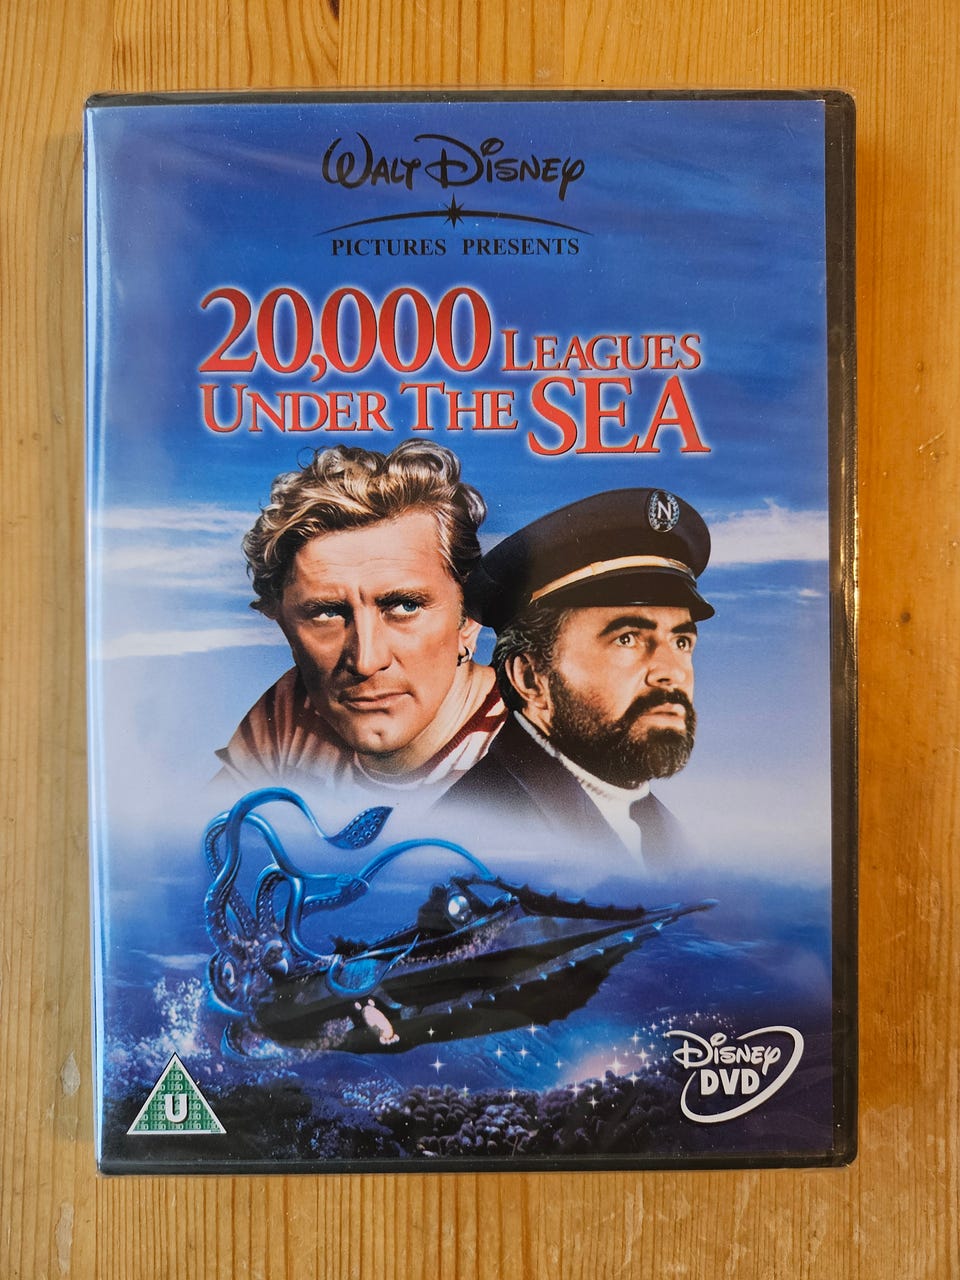 WALT DISNEY
PICTURES PRESENTS
20,000 LEAGUES
UNDER THE SEA
N
U
DISNEY
DVD